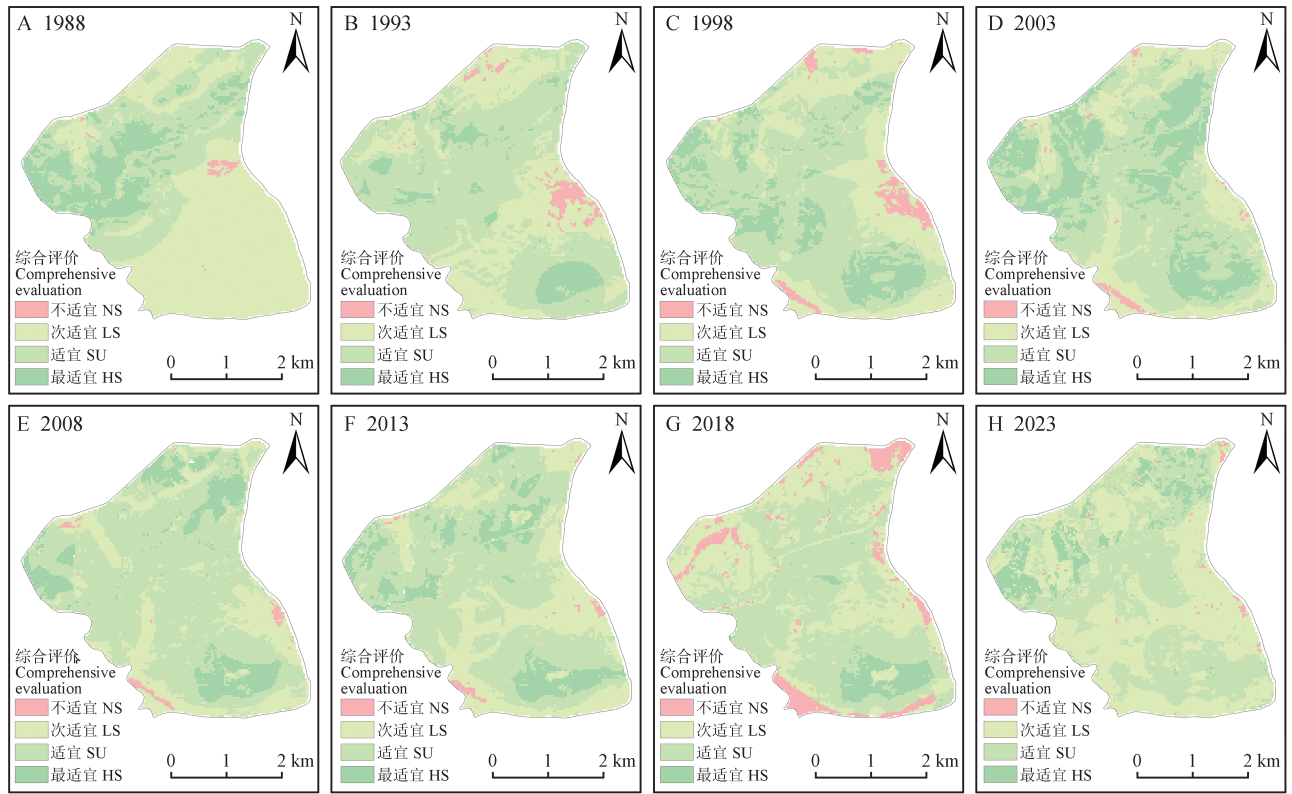 A 1988
N
综合评价
Comprehensive
evaluation
不适宜 NS
次适宜 LS
适宜 SU
最适宜 HS
0 1 2 km
B 1993
N
综合评价
Comprehensive
evaluation
不适宜 NS
次适宜 LS
适宜 SU
最适宜 HS
0 1 2 km
C 1998
N
综合评价
Comprehensive
evaluation
不适宜 NS
次适宜 LS
适宜 SU
最适宜 HS
0 1 2 km
D 2003
N
综合评价
Comprehensive
evaluation
不适宜 NS
次适宜 LS
适宜 SU
最适宜 HS
0 1 2 km
E 2008
N
综合评价
Comprehensive
evaluation
不适宜 NS
次适宜 LS
适宜 SU
最适宜 HS
0 1 2 km
F 2013
N
综合评价
Comprehensive
evaluation
不适宜 NS
次适宜 LS
适宜 SU
最适宜 HS
0 1 2 km
G 2018
N
综合评价
Comprehensive
evaluation
不适宜 NS
次适宜 LS
适宜 SU
最适宜 HS
0 1 2 km
H 2023
N
综合评价
Comprehensive
evaluation
不适宜 NS
次适宜 LS
适宜 SU
最适宜 HS
0 1 2 km